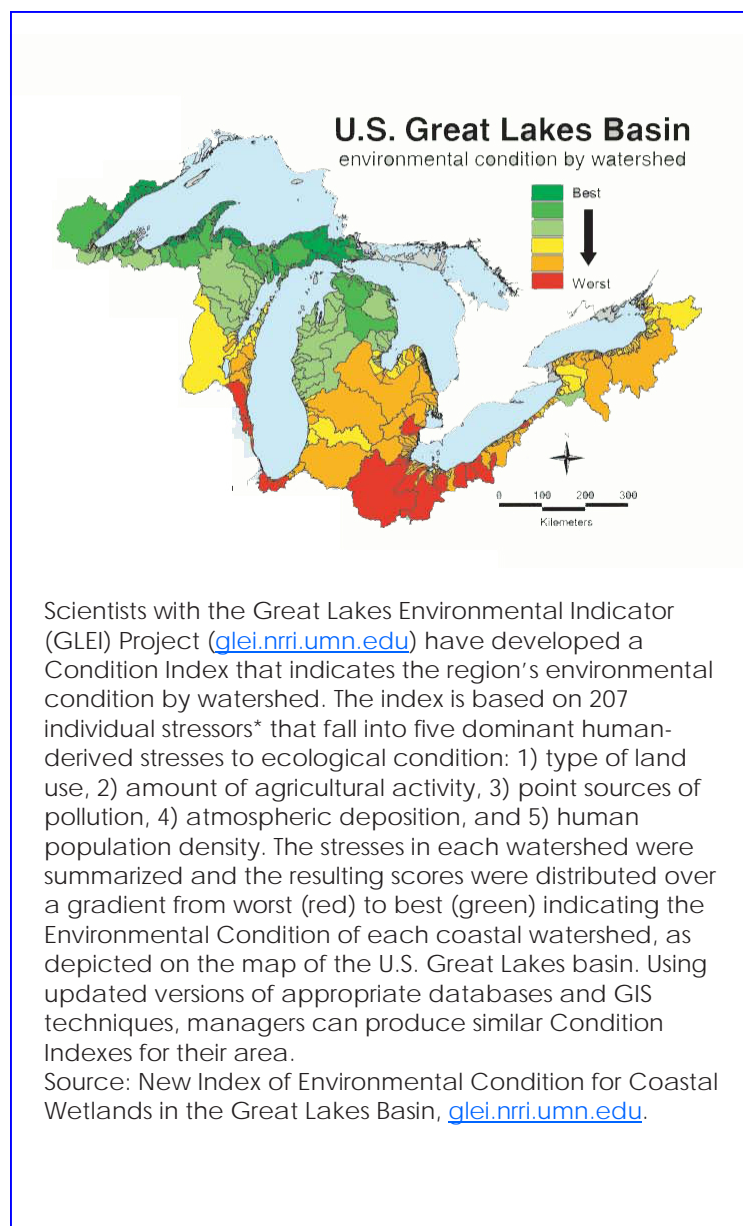 U.S. Great Lakes Basin
environmental condition by watershed
Best
Worst
N
0 100 200 300
Kilometers
Scientists with the Great Lakes Environmental Indicator
(GLEI) Project (glei.nrri.umn.edu) have developed a
Condition Index that indicates the region's environmental
condition by watershed. The index is based on 207
individual stressors* that fall into five dominant human-
derived stresses to ecological condition: 1) type of land
use, 2) amount of agricultural activity, 3) point sources of
pollution, 4) atmospheric deposition, and 5) human
population density. The stresses in each watershed were
summarized and the resulting scores were distributed over
a gradient from worst (red) to best (green) indicating the
Environmental Condition of each coastal watershed, as
depicted on the map of the U.S. Great Lakes basin. Using
updated versions of appropriate databases and GIS
techniques, managers can produce similar Condition
Indexes for their area.
Source: New Index of Environmental Condition for Coastal
Wetlands in the Great Lakes Basin, glei.nrri.umn.edu.